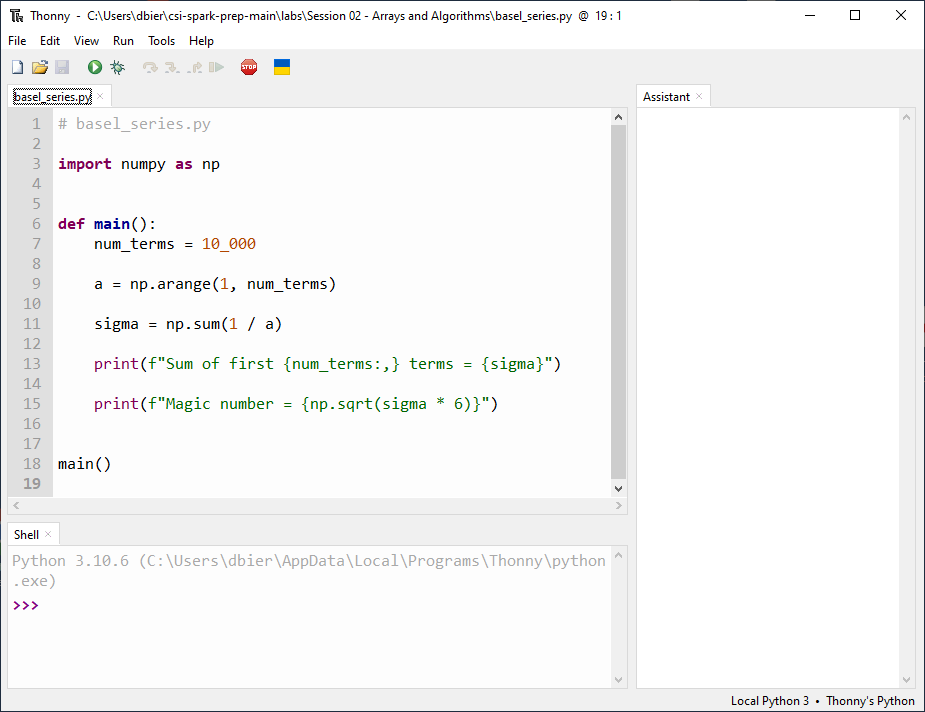 Thonny - C:\Users\dbier\csi-spark-prep-main\labs\Session 02 - Arrays and Algorithms\basel_series.py @ 19 : 1
File Edit View Run Tools Help
STOP
basel_series.py ×
Assistant ×
1 # basel_series.py
2
3 import numpy as np
4
5
6 def main():
7     num_terms = 10_000
8
9     a = np.arange(1, num_terms)
10
11     sigma = np.sum(1 / a)
12
13     print(f"Sum of first {num_terms:,} terms = {sigma}")
14
15     print(f"Magic number = {np.sqrt(sigma * 6)}")
16
17
18 main()
19
Shell ×
Python 3.10.6 (C:\Users\dbier\AppData\Local\Programs\Thonny\python
.exe)
>>>
Local Python 3 • Thonny's Python